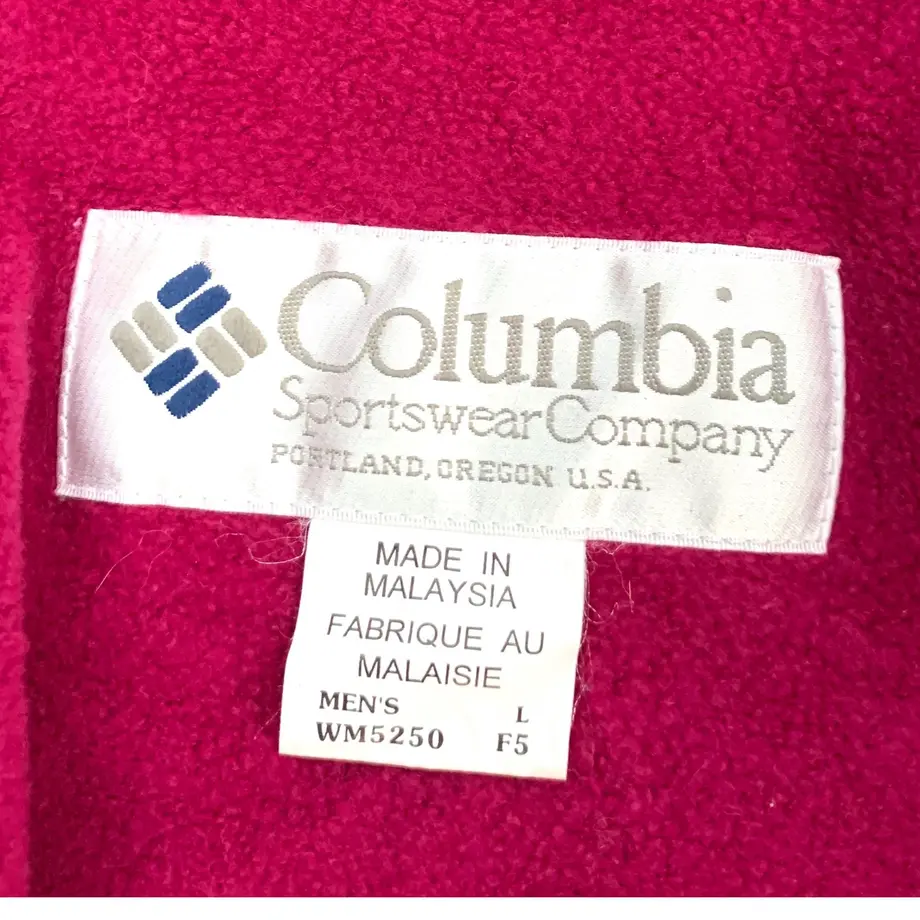 Columbia
Sportswear Company
PORTLAND, OREGON U.S.A.
MADE IN
MALAYSIA
FABRIQUE AU
MALAISIE
MEN'S L
WM5250 F5